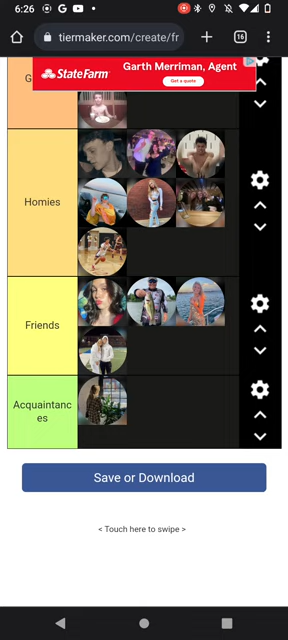 6:26
tiermaker.com/create/fr
16
StateFarm
Garth Merriman, Agent
Get a quote
G
Homies
Friends
Acquaintanc
es
Save or Download
< Touch here to swipe >